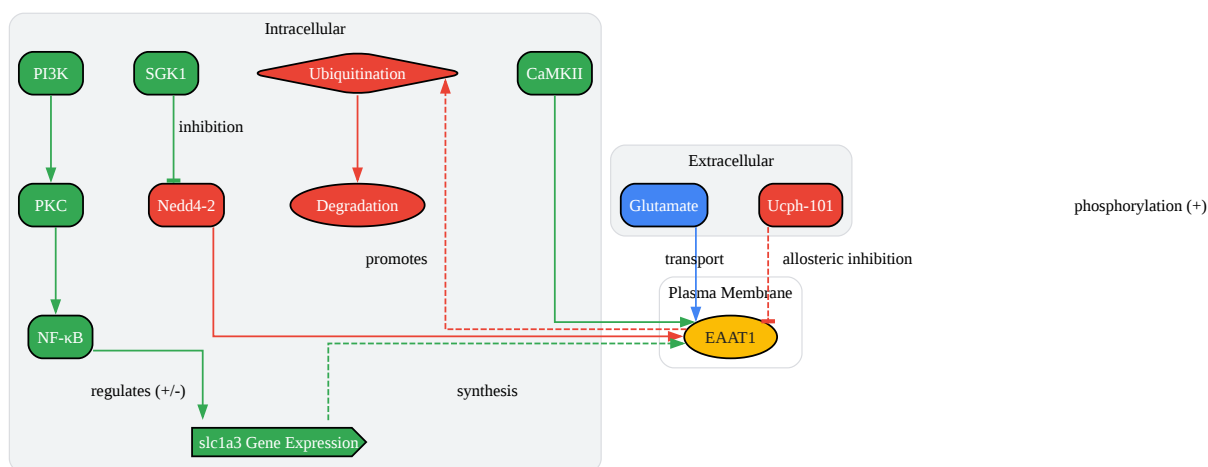 Intracellular
PI3K
SGK1
Ubiquitination
CaMKII
inhibition
Extracellular
PKC
Nedd4-2
Degradation
Glutamate
Ucph-101
phosphorylation (+)
promotes
transport
allosteric inhibition
Plasma Membrane
NF-κB
EAAT1
regulates (+/-)
synthesis
slc1a3 Gene Expression